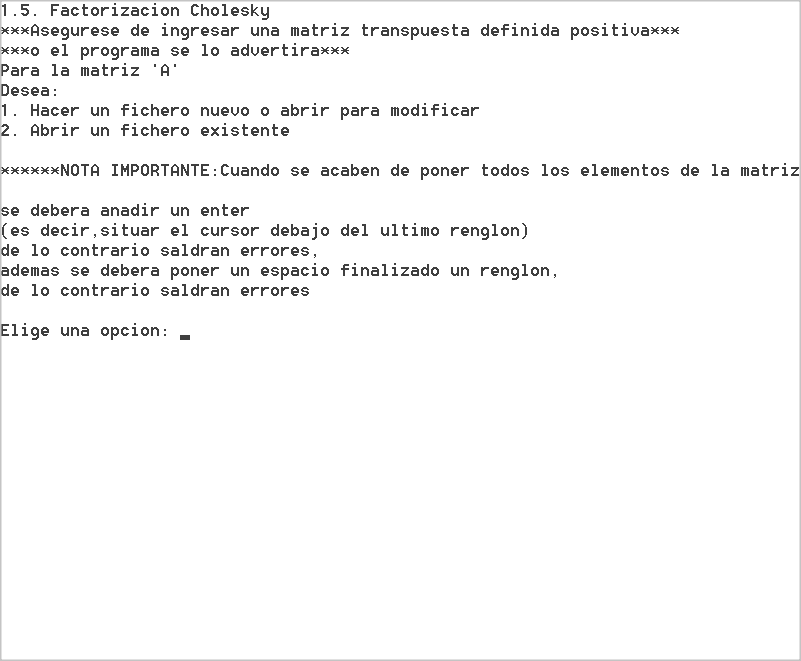 1.5. Factorizacion Cholesky
***Asegurese de ingresar una matriz transpuesta definida positiva***
***o el programa se lo advertira***
Para la matriz 'A'
Desea:
1. Hacer un fichero nuevo o abrir para modificar
2. Abrir un fichero existente
******NOTA IMPORTANTE:Cuando se acaben de poner todos los elementos de la matriz
se debera anadir un enter
(es decir,situar el cursor debajo del ultimo renglon)
de lo contrario saldran errores,
ademas se debera poner un espacio finalizado un renglon,
de lo contrario saldran errores
Elige una opcion: _